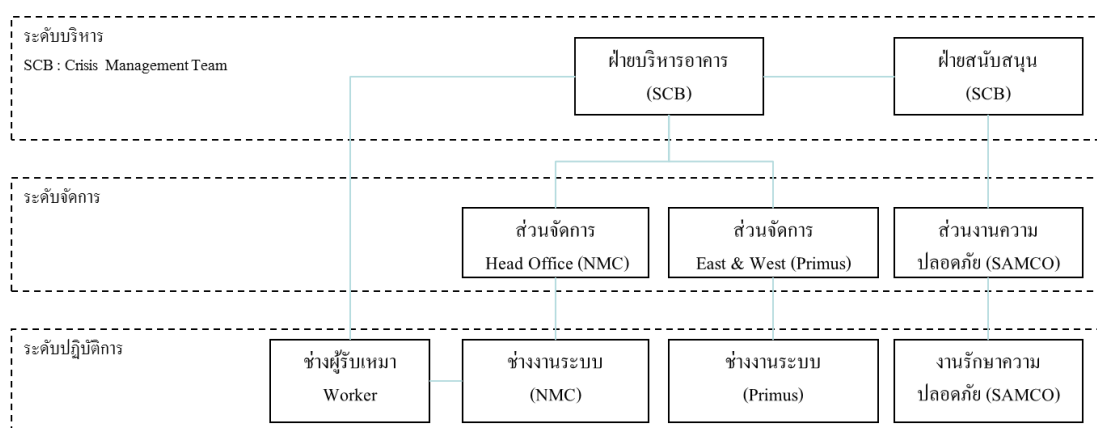 ระดับบริหาร
SCB : Crisis Management Team
ฝ่ายบริหารอาคาร
(SCB)
ฝ่ายสนับสนุน
(SCB)
ระดับจัดการ
ส่วนจัดการ
Head Office (NMC)
ส่วนจัดการ
East & West (Primus)
ส่วนงานความ
ปลอดภัย (SAMCO)
ระดับปฏิบัติการ
ช่างผู้รับเหมา
Worker
ช่างงานระบบ
(NMC)
ช่างงานระบบ
(Primus)
งานรักษาความ
ปลอดภัย (SAMCO)